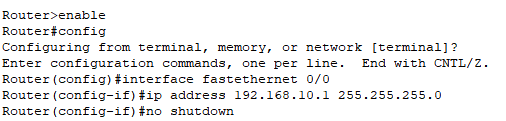 Router>enable
Router#config
Configuring from terminal, memory, or network [terminal]?
Enter configuration commands, one per line.  End with CNTL/Z.
Router(config)#interface fastethernet 0/0
Router(config-if)#ip address 192.168.10.1 255.255.255.0
Router(config-if)#no shutdown